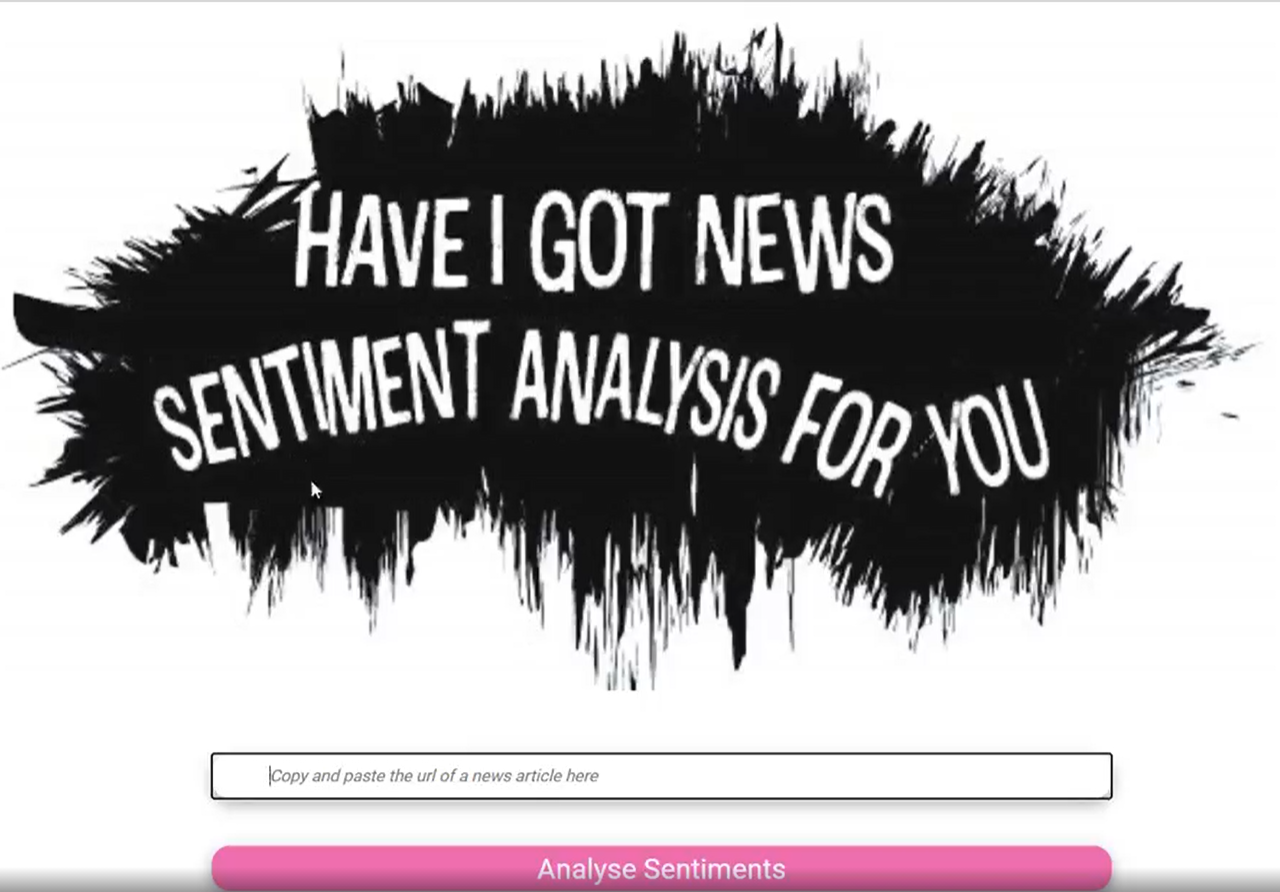 HAVE I GOT NEWS
SENTIMENT ANALYSIS FOR YOU
Copy and paste the url of a news article here
Analyse Sentiments